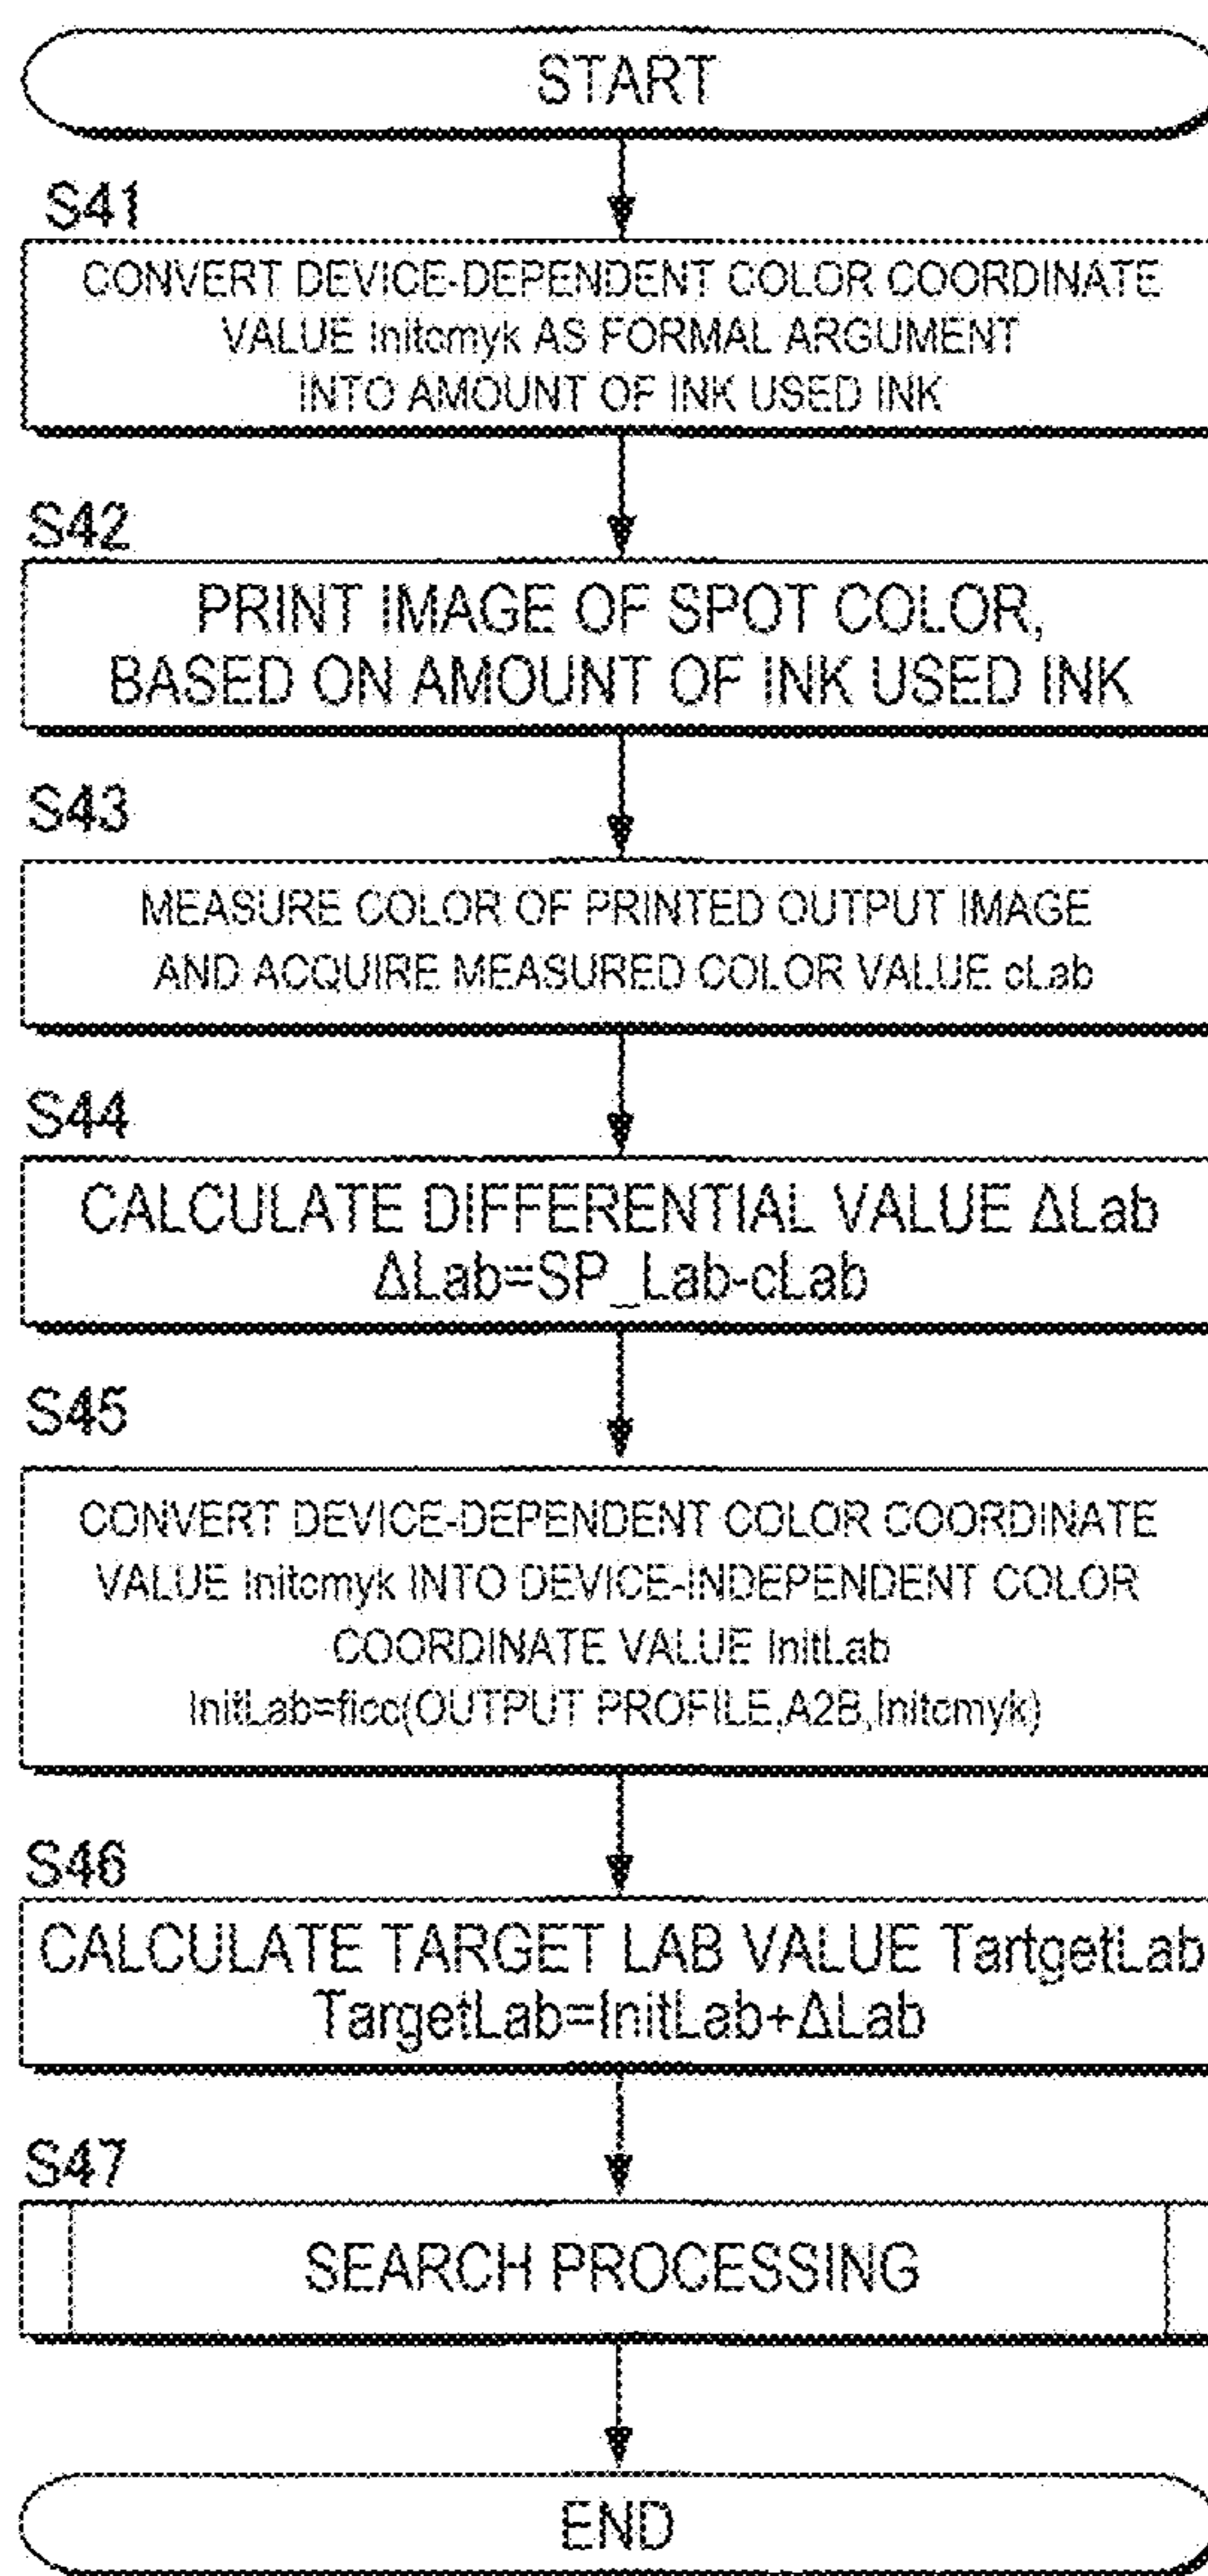 START
S41
CONVERT DEVICE-DEPENDENT COLOR COORDINATE
VALUE Initcmyk AS FORMAL ARGUMENT
INTO AMOUNT OF INK USED INK
S42
PRINT IMAGE OF SPOT COLOR,
BASED ON AMOUNT OF INK USED INK
S43
MEASURE COLOR OF PRINTED OUTPUT IMAGE
AND ACQUIRE MEASURED COLOR VALUE cLab
S44
CALCULATE DIFFERENTIAL VALUE ΔLab
ΔLab=SP_Lab-cLab
S45
CONVERT DEVICE-DEPENDENT COLOR COORDINATE
VALUE Initcmyk INTO DEVICE-INDEPENDENT COLOR
COORDINATE VALUE InitLab
InitLab=ficc(OUTPUT PROFILE,A2B,Initcmyk)
S46
CALCULATE TARGET LAB VALUE TartgetLab
TargetLab=InitLab+ΔLab
S47
SEARCH PROCESSING
END